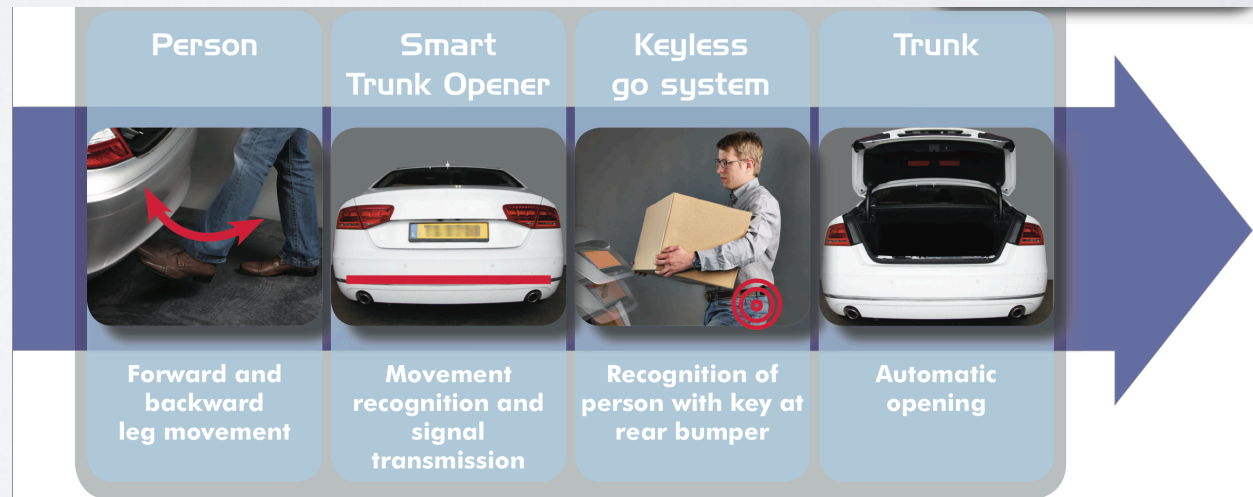 Person
Smart
Trunk Opener
Keyless
go system
Trunk
Forward and
backward
leg movement
Movement
recognition and
signal
transmission
Recognition of
person with key at
rear bumper
Automatic
opening